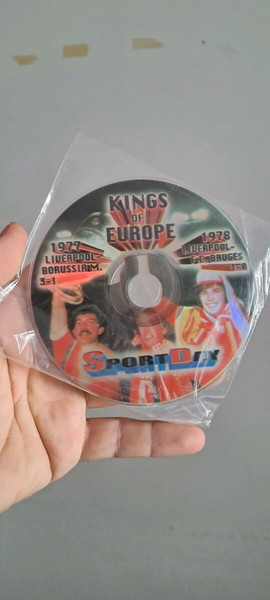 KINGS
OF
EUROPE
1977
LIVERPOOL-
BORUSSIA M.
3=1
1978
LIVERPOOL-
F.C. BRUGES
1=0
SPORTDAY